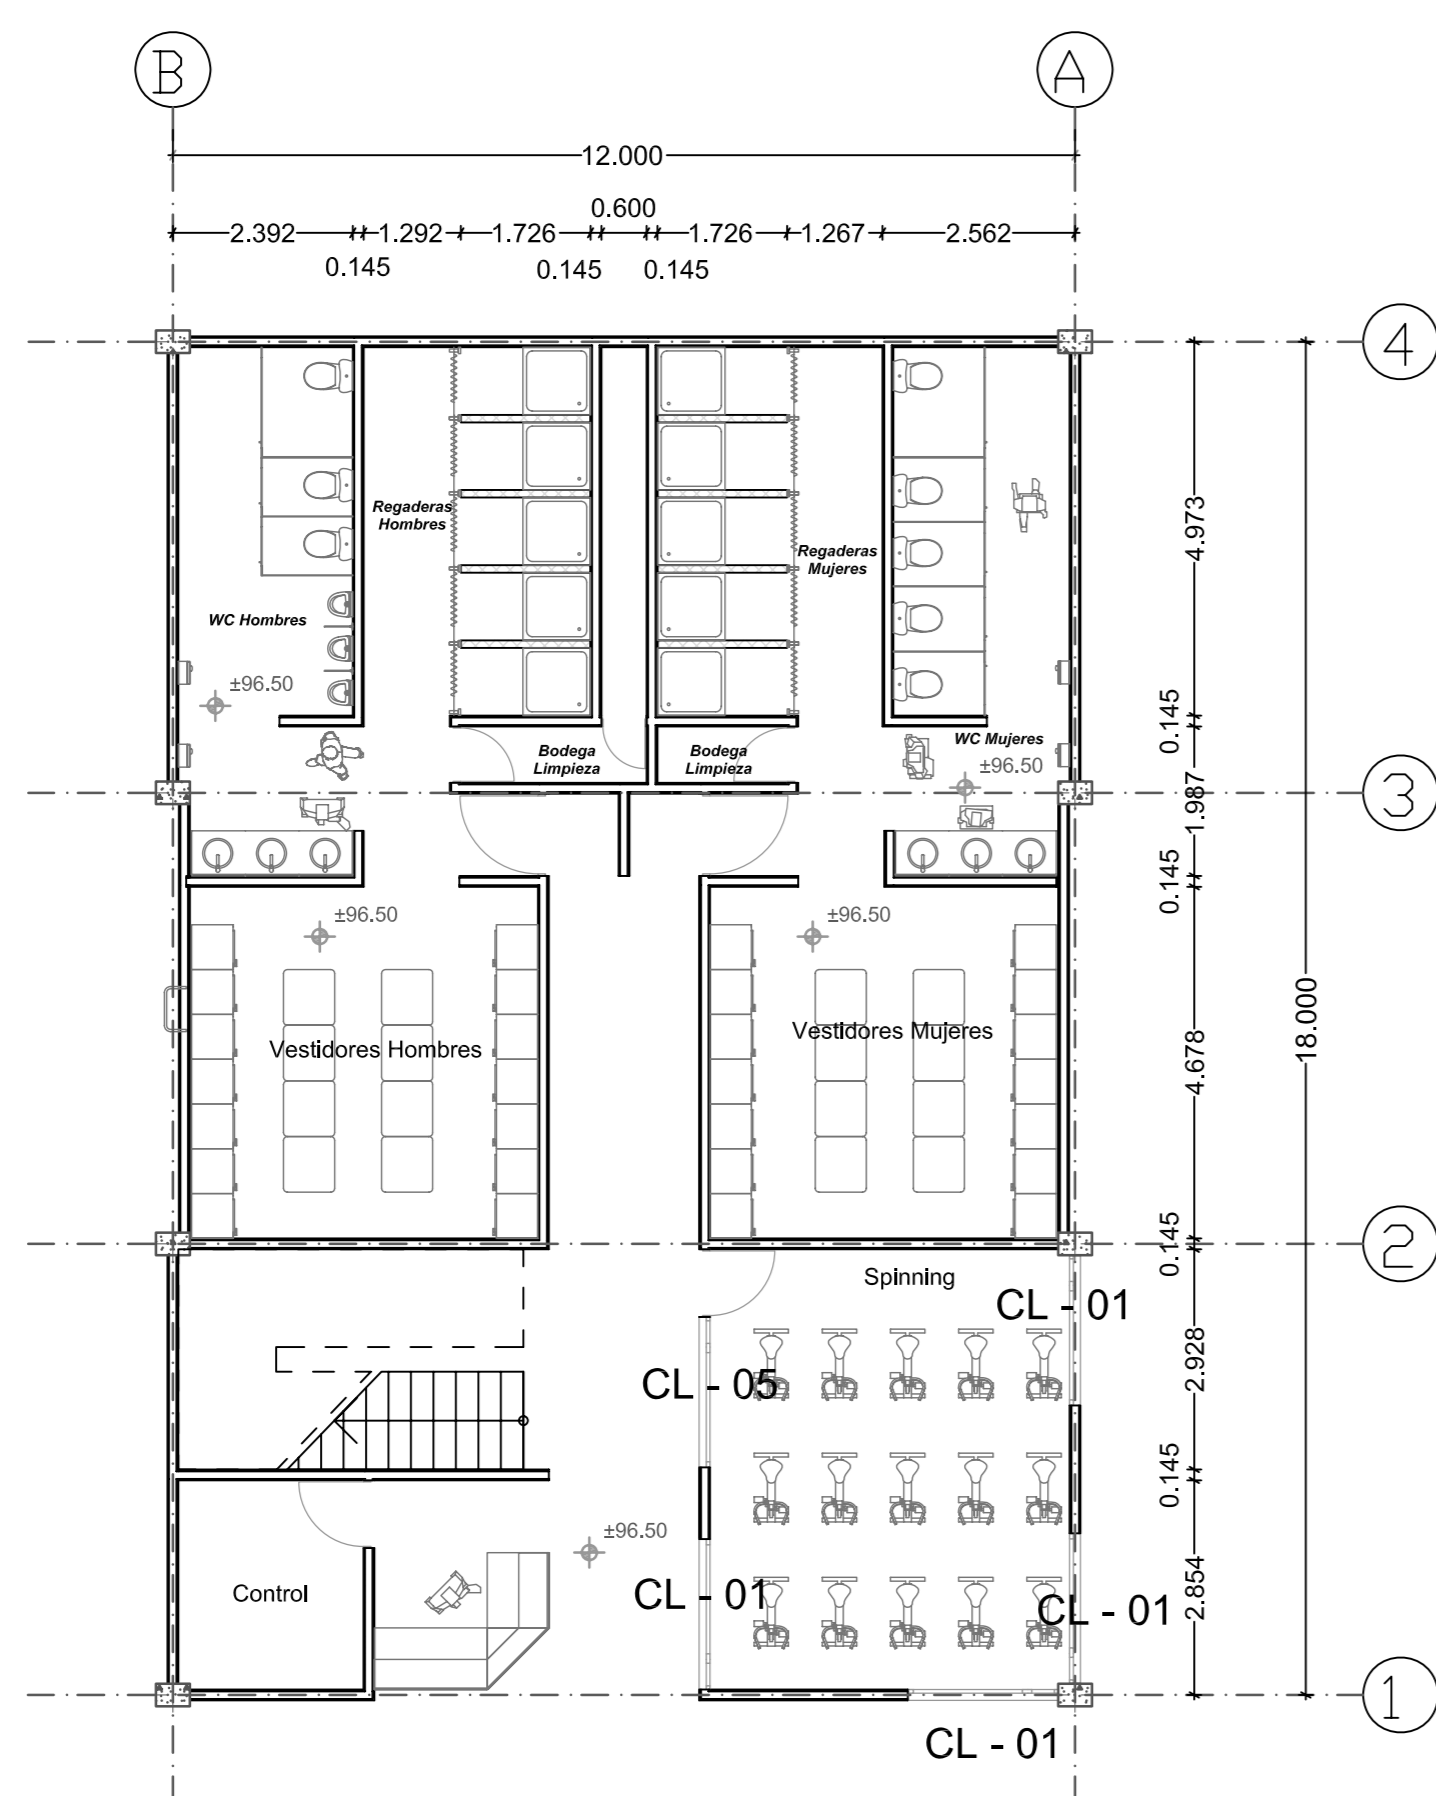 B
A
12.000
0.600
2.392
1.292
1.726
1.726
1.267
2.562
0.145
0.145
0.145
4
4.973
Regaderas
Hombres
Regaderas
Mujeres
WC Hombres
±96.50
0.145
Bodega
Limpieza
Bodega
Limpieza
WC Mujeres
±96.50
3
1.987
0.145
±96.50
±96.50
Vestidores Hombres
Vestidores Mujeres
4.678
18.000
0.145
2
Spinning
CL - 01
CL - 05
2.928
0.145
±96.50
Control
CL - 01
CL - 01
2.854
1
CL - 01